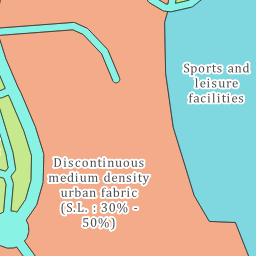 Sports and
leisure
facilities
Discontinuous
medium density
urban fabric
(S.L. : 30% -
50%)